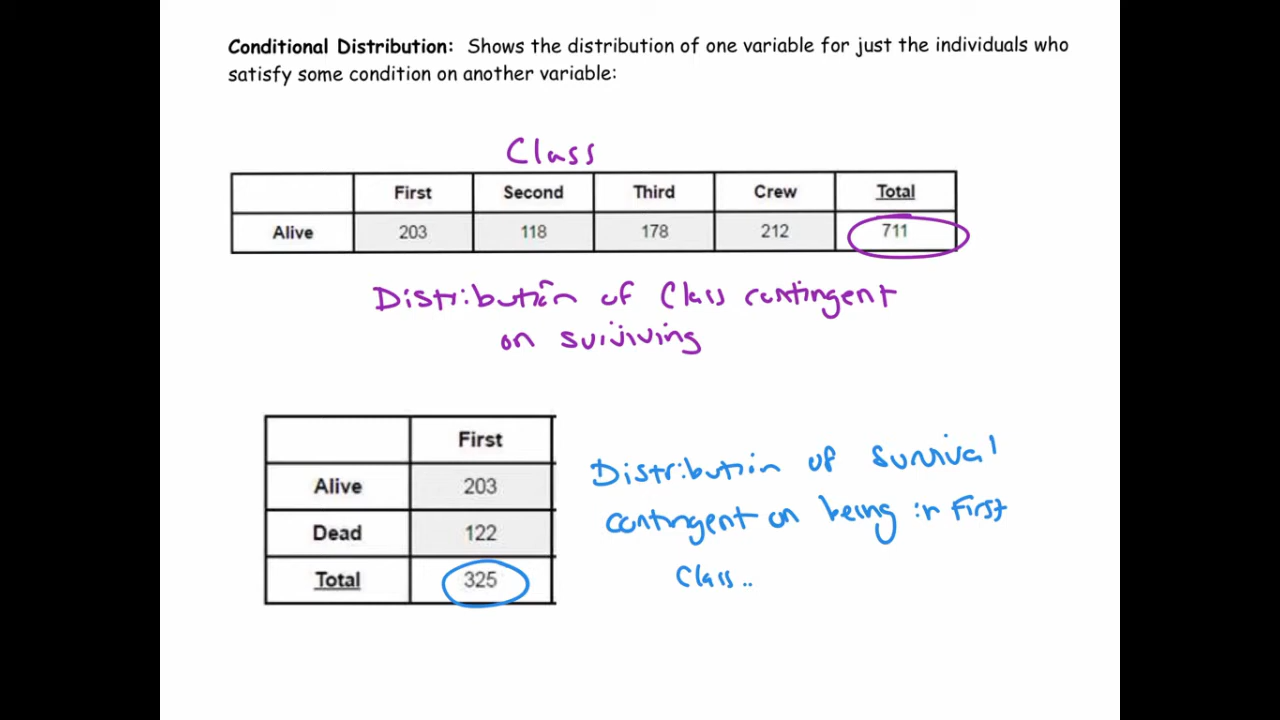 Conditional Distribution: Shows the distribution of one variable for just the individuals who
satisfy some condition on another variable:
Class
First Second Third Crew Total
Alive 203 118 178 212 711
Distribution of Class contingent
on surviving
First
Alive 203
Dead 122
Total 325
Distribution of survival
contingent on being in First
Class..